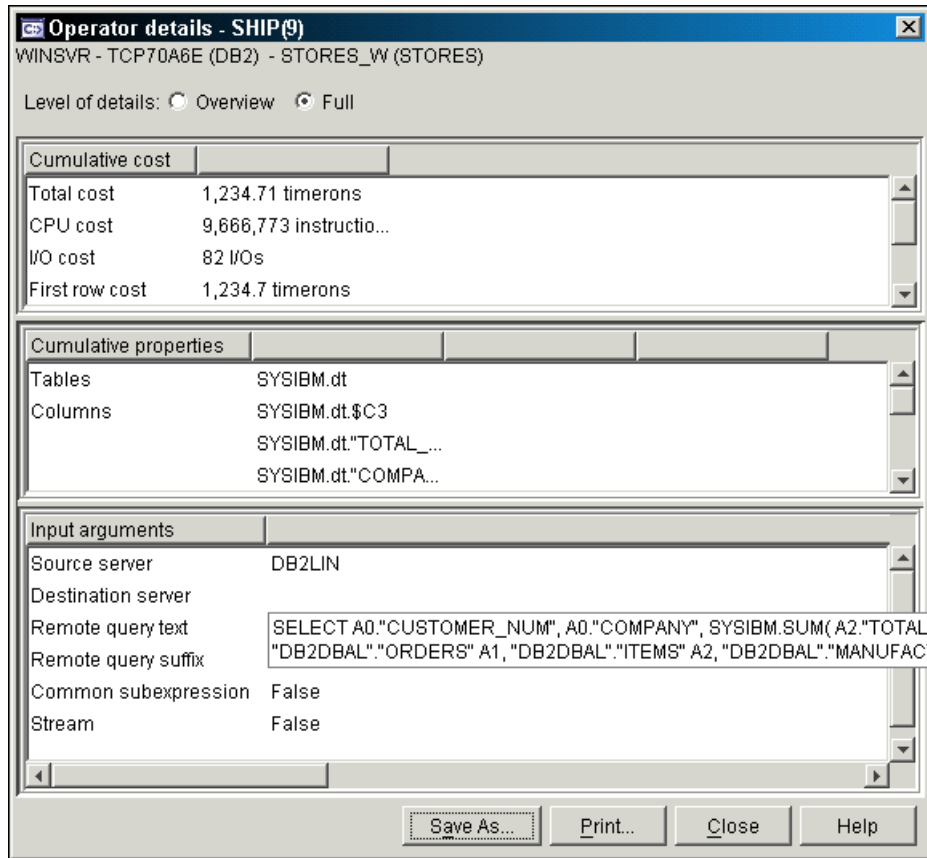 Operator details - SHIP(9)
WINSVR - TCP70A6E (DB2) - STORES_W (STORES)
Level of details: Overview Full
Cumulative cost
Total cost 1,234.71 timerons
CPU cost 9,666,773 instructio...
I/O cost 82 I/Os
First row cost 1,234.7 timerons
Cumulative properties
Tables SYSIBM.dt
Columns SYSIBM.dt.$C3
SYSIBM.dt."TOTAL_...
SYSIBM.dt."COMPA...
Input arguments
Source server DB2LIN
Destination server
Remote query text SELECT A0."CUSTOMER_NUM", A0."COMPANY", SYSIBM.SUM( A2."TOTAL
Remote query suffix "DB2DBAL"."ORDERS" A1, "DB2DBAL"."ITEMS" A2, "DB2DBAL"."MANUFAC
Common subexpression False
Stream False
Save As... Print... Close Help